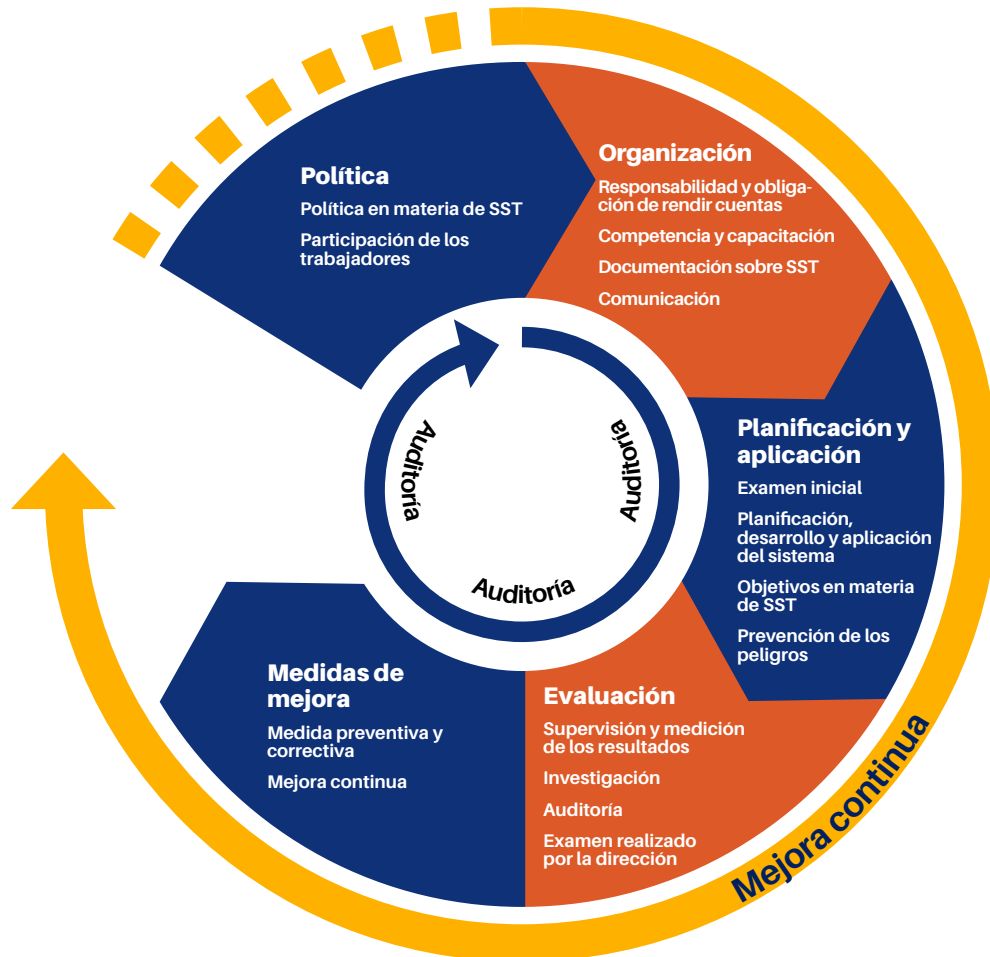 Política
Política en materia de SST
Participación de los
trabajadores
Organización
Responsabilidad y obliga-
ción de rendir cuentas
Competencia y capacitación
Documentación sobre SST
Comunicación
Planificación y
aplicación
Examen inicial
Planificación,
desarrollo y aplicación
del sistema
Objetivos en materia
de SST
Prevención de los
peligros
Evaluación
Supervisión y medición
de los resultados
Investigación
Auditoría
Examen realizado
por la dirección
Medidas de
mejora
Medida preventiva y
correctiva
Mejora continua
Auditoría
Auditoría
Auditoría
Mejora continua